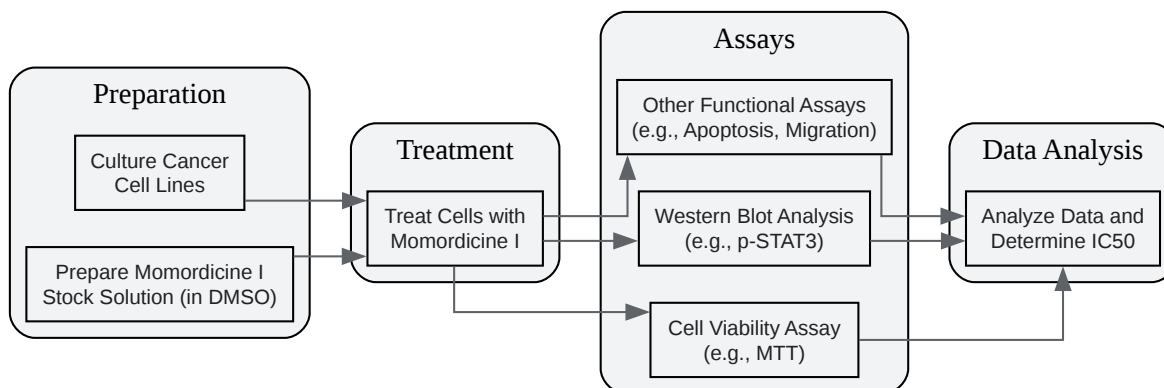 Preparation
Culture Cancer
Cell Lines
Prepare Momordicine I
Stock Solution (in DMSO)
Treatment
Treat Cells with
Momordicine I
Assays
Other Functional Assays
(e.g., Apoptosis, Migration)
Western Blot Analysis
(e.g., p-STAT3)
Cell Viability Assay
(e.g., MTT)
Data Analysis
Analyze Data and
Determine IC50